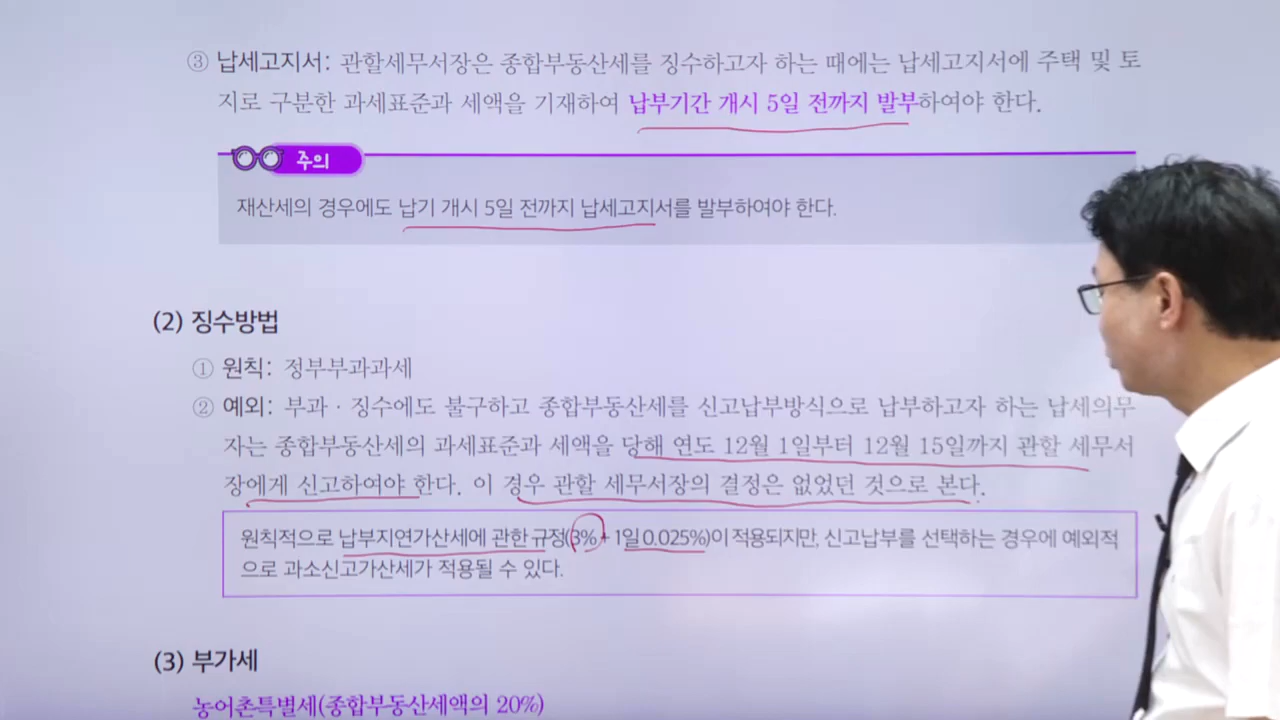 ③ 납세고지서: 관할세무서장은 종합부동산세를 징수하고자 하는 때에는 납세고지서에 주택 및 토
지로 구분한 과세표준과 세액을 기재하여 납부기간 개시 5일 전까지 발부하여야 한다.
주의
재산세의 경우에도 납기 개시 5일 전까지 납세고지서를 발부하여야 한다.
(2) 징수방법
① 원칙: 정부부과과세
② 예외: 부과·징수에도 불구하고 종합부동산세를 신고납부방식으로 납부하고자 하는 납세의무
자는 종합부동산세의 과세표준과 세액을 당해 연도 12월 1일부터 12월 15일까지 관할 세무서
장에게 신고하여야 한다. 이 경우 관할 세무서장의 결정은 없었던 것으로 본다.
원칙적으로 납부지연가산세에 관한 규정(3% + 1일 0.025%)이 적용되지만, 신고납부를 선택하는 경우에 예외적
으로 과소신고가산세가 적용될 수 있다.
(3) 부가세
농어촌특별세(종합부동산세액의 20%)